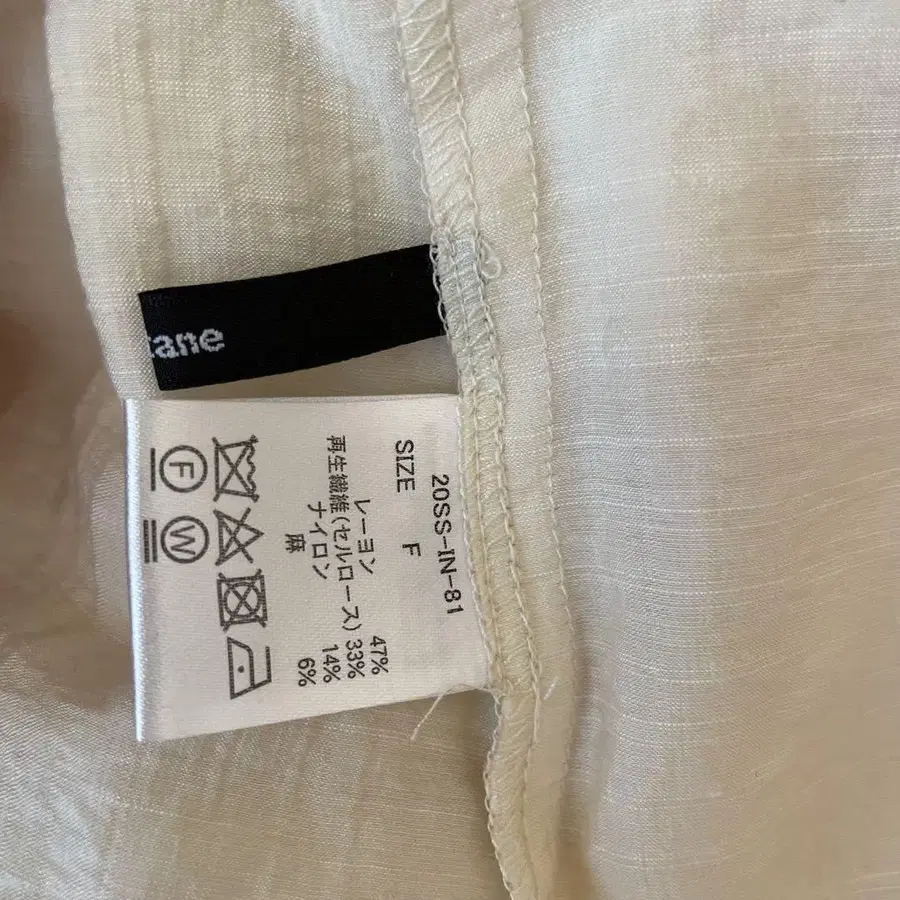 tane
20SS-IN-81
SIZE F
レーヨン 47%
再生繊維(セルロース) 33%
ナイロン 14%
麻 6%
F
W